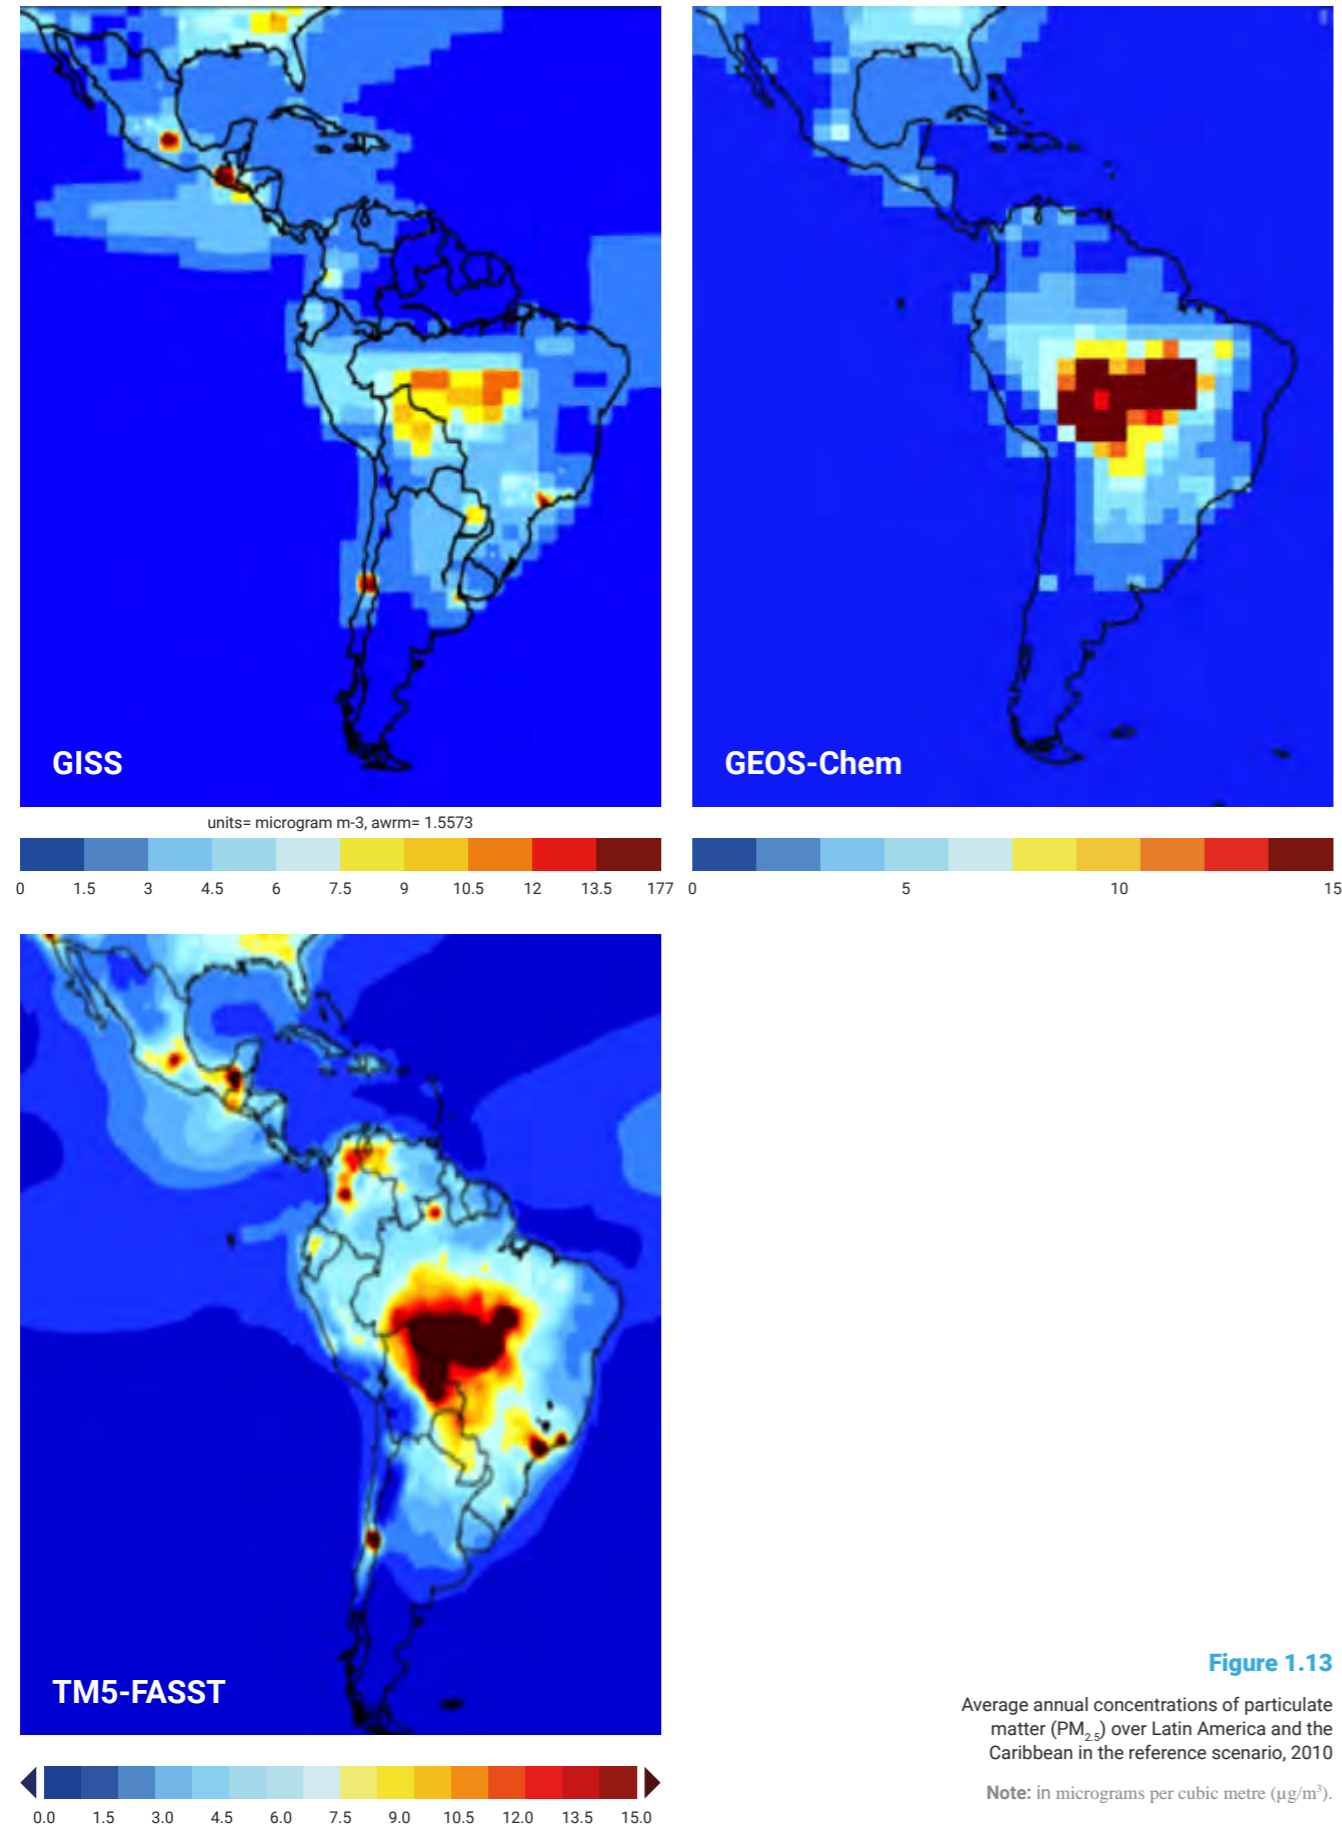 GISS
GEOS-Chem
units= microgram m-3, awrm= 1.5573
0 1.5 3 4.5 6 7.5 9 10.5 12 13.5 177
0 5 10 15
TM5-FASST
0.0 1.5 3.0 4.5 6.0 7.5 9.0 10.5 12.0 13.5 15.0
Figure 1.13
Average annual concentrations of particulate
matter (PM2.5) over Latin America and the
Caribbean in the reference scenario, 2010
Note: in micrograms per cubic metre (µg/m³).